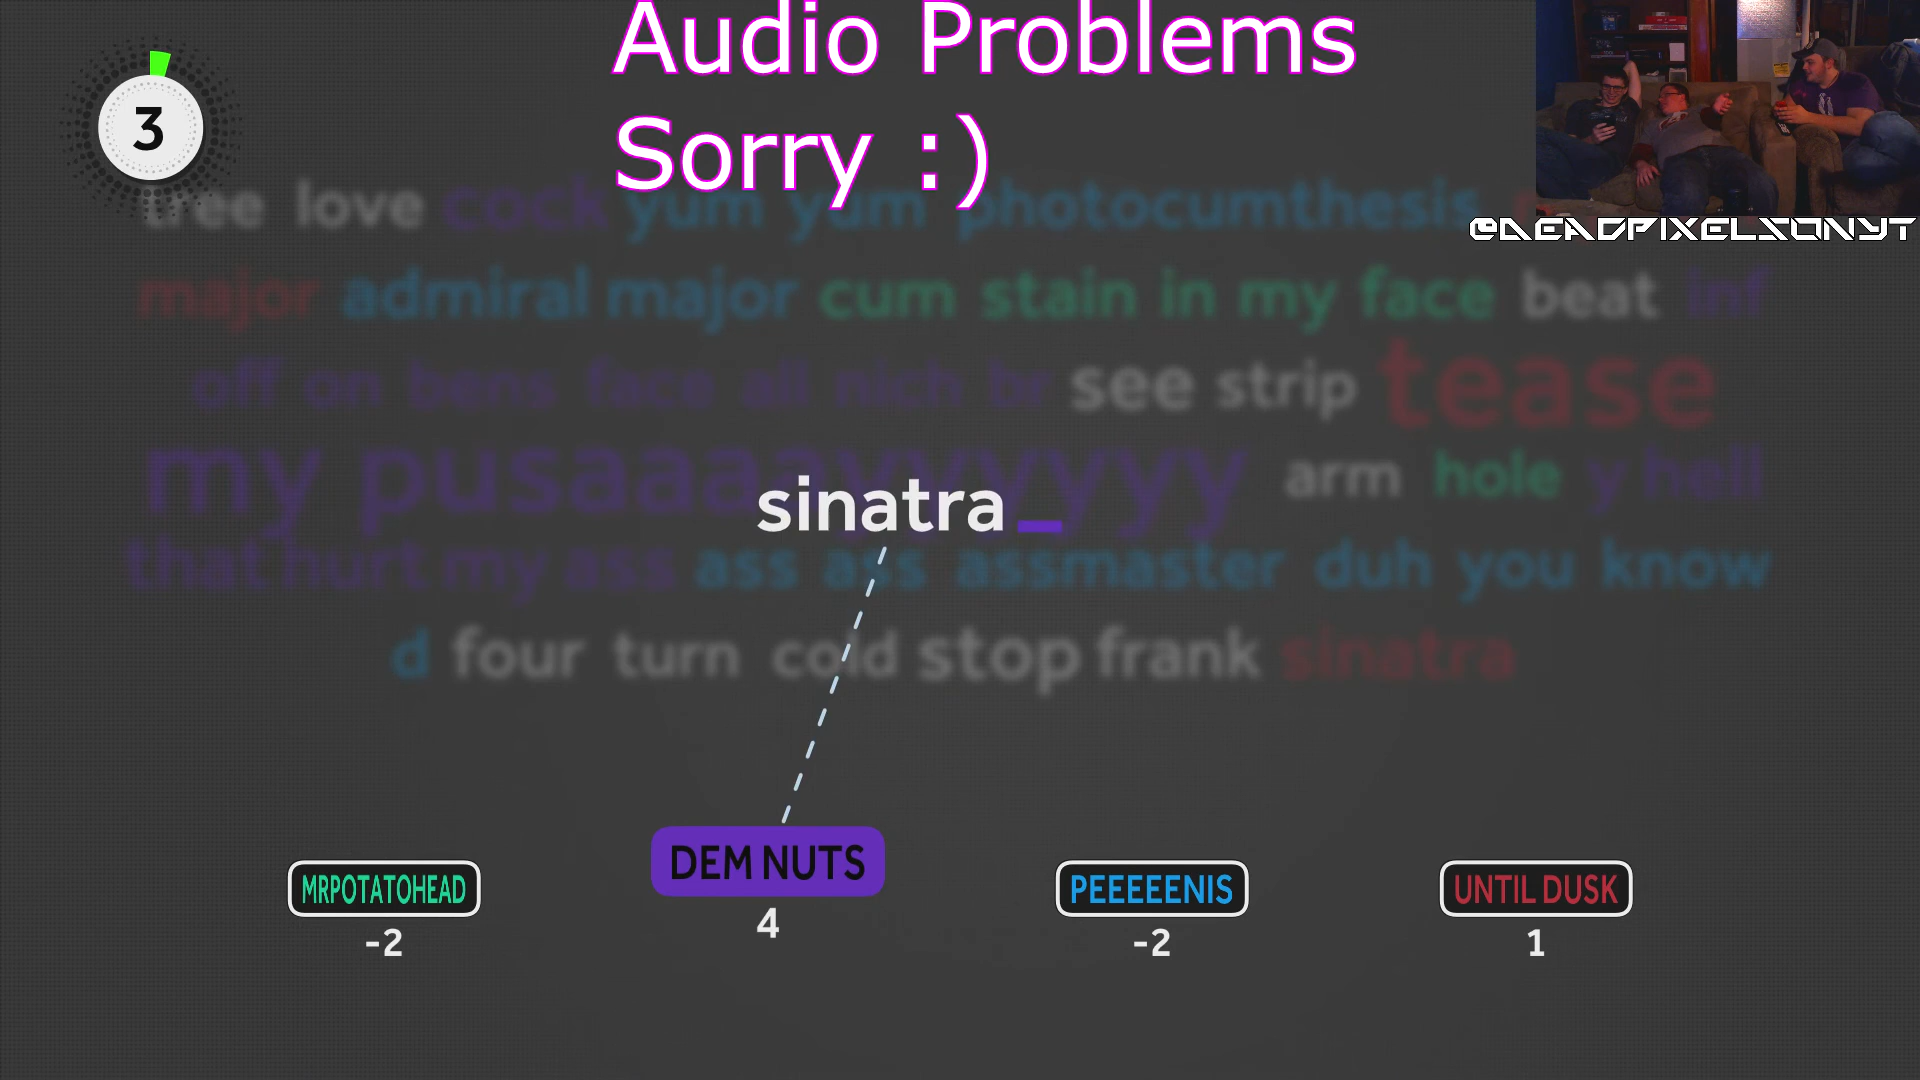 Audio Problems
Sorry :)
3
@DEADPIXELSONYT
tree love cock yum yum photocumthesis
major admiral major cum stain in my face beat inf
off on bens face all nich br see strip tease
my pusaaaayyyyyyy arm hole y hell
that hurt my ass ass ass assmaster duh you know
d four turn cold stop frank sinatra
sinatra_
DEM NUTS
4
MRPOTATOHEAD
-2
PEEEEENIS
-2
UNTIL DUSK
1